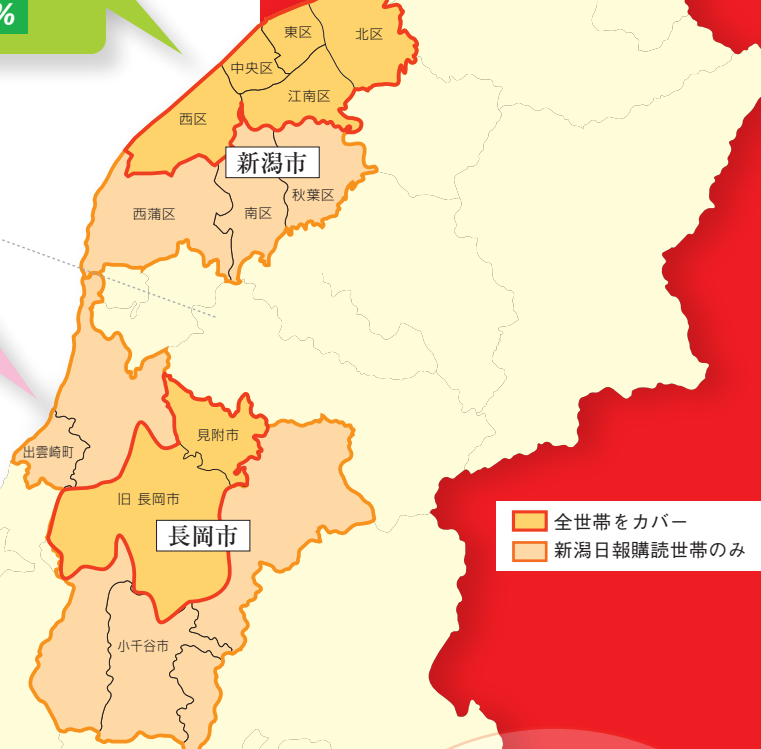 %
東区
北区
中央区
江南区
西区
新潟市
秋葉区
西蒲区
南区
見附市
出雲崎町
旧 長岡市
長岡市
全世帯をカバー
新潟日報購読世帯のみ
小千谷市